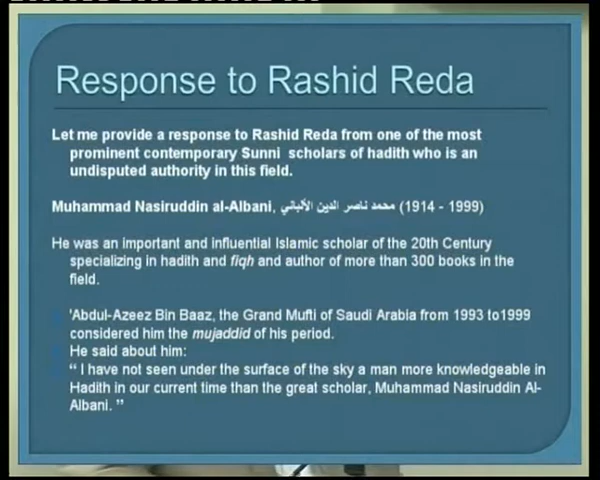 Response to Rashid Reda
Let me provide a response to Rashid Reda from one of the most
prominent contemporary Sunni scholars of hadith who is an
undisputed authority in this field.
Muhammad Nasiruddin al-Albani, محمد ناصر الدين الألباني (1914 - 1999)
He was an important and influential Islamic scholar of the 20th Century
specializing in hadith and fiqh and author of more than 300 books in the
field.
'Abdul-Azeez Bin Baaz, the Grand Mufti of Saudi Arabia from 1993 to1999
considered him the mujaddid of his period.
He said about him:
“ I have not seen under the surface of the sky a man more knowledgeable in
Hadith in our current time than the great scholar, Muhammad Nasiruddin Al-
Albani. ”